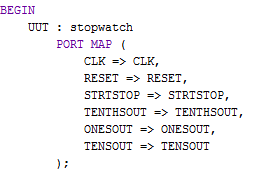 BEGIN
UUT : stopwatch
PORT MAP (
CLK => CLK,
RESET => RESET,
STRTSTOP => STRTSTOP,
TENTHSOUT => TENTHSOUT,
ONESOUT => ONESOUT,
TENSOUT => TENSOUT
);